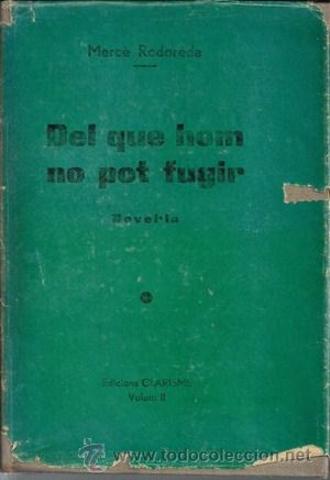 Mercè Rodoreda
Del que hom
no pot fugir
Novel·la
Edicions CLARISME
Volum II
www.todocoleccion.net